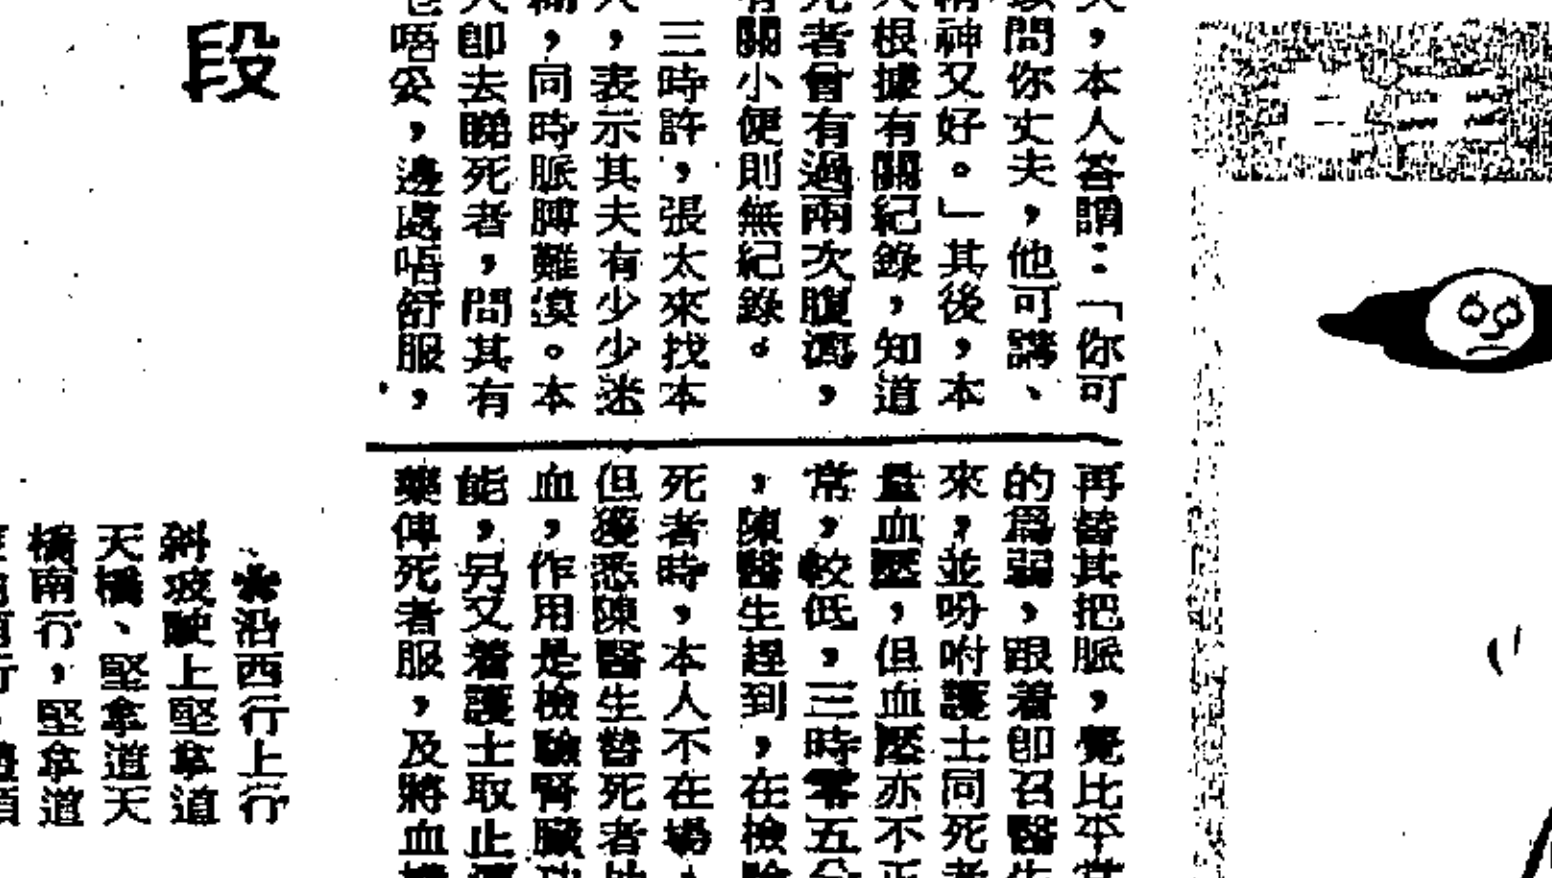 夫，本人答謂：「你可
問你丈夫，他可講、
精神又好。」其後，本
人根據有關紀錄，知道
死者曾有過兩次腹瀉，
有關小便則無紀錄。
三時許，張太來找本
人，表示其夫有少少迷
糊，同時脈膊難摸。本
人卽去睇死者，問其有
唔妥，邊處唔舒服，
再替其把脈，覺比本
的爲弱，跟着卽召醫生
來，並吩咐護士同死者
量血壓，但血壓亦不正
常，較低，三時零五分
，陳醫生趕到，在檢驗
死者時，本人不在場，
但獲悉陳醫生替死者抽
血，作用是檢驗腎臟功
能，另又着護士取止
藥俾死者服，及將血
段
沿西行上行
斜坡駛上堅拿道
天橋、堅拿道天
橋南行，堅拿道